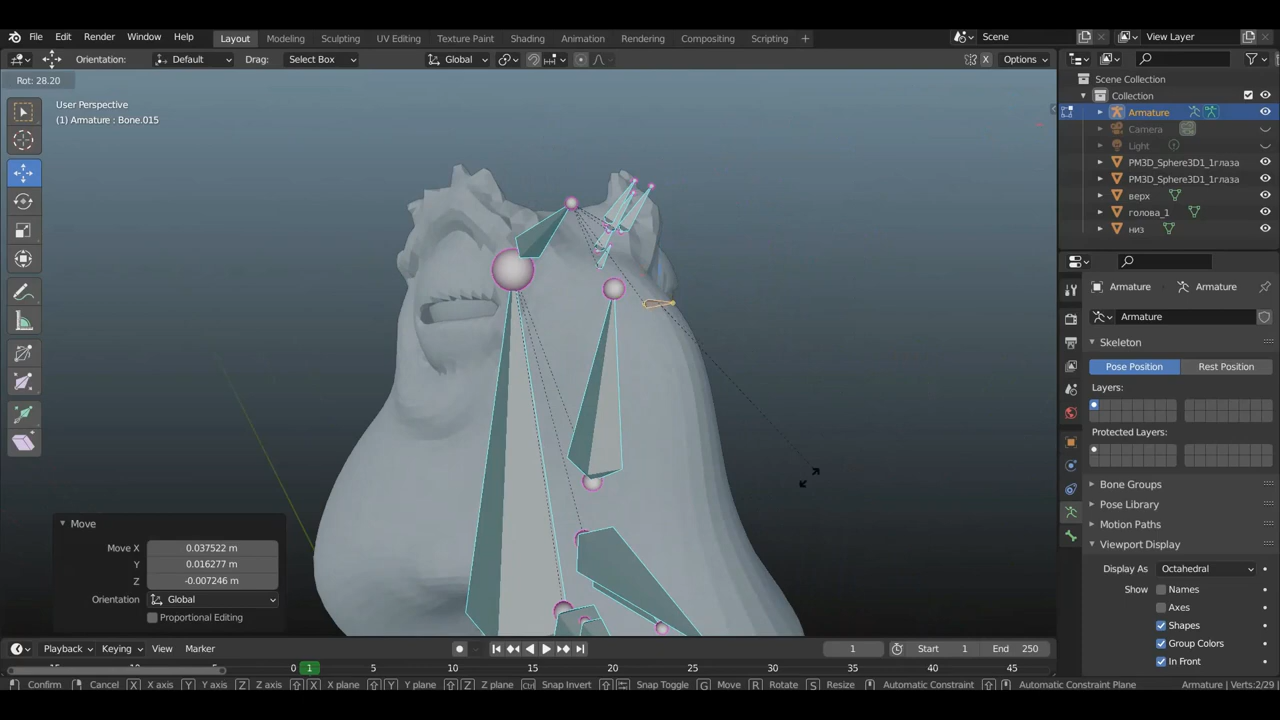 File Edit Render Window Help Layout Modeling Sculpting UV Editing Texture Paint Shading Animation Rendering Compositing Scripting + Scene View Layer
Orientation: Default Drag: Select Box Global X Options
Rot: 28.20
User Perspective
(1) Armature : Bone.015
Scene Collection
Collection
Armature
Camera
Light
PM3D_Sphere3D1_1глаза
PM3D_Sphere3D1_1глаза
верх
голова_1
низ
Armature Armature
Armature
Skeleton
Pose Position Rest Position
Layers:
Protected Layers:
Bone Groups
Pose Library
Motion Paths
Viewport Display
Display As Octahedral
Show Names
Axes
Shapes
Group Colors
In Front
Move
Move X 0.037522 m
Y 0.016277 m
Z -0.007246 m
Orientation Global
Proportional Editing
Playback Keying View Marker 1 Start 1 End 250
0 1 5 10 15 20 25 30 35 40 45
Confirm Cancel X X axis Y Y axis Z Z axis X X plane Y Y plane Z Z plane Ctrl Snap Invert Snap Toggle G Move R Rotate S Resize Automatic Constraint Automatic Constraint Plane Armature | Verts:2/29